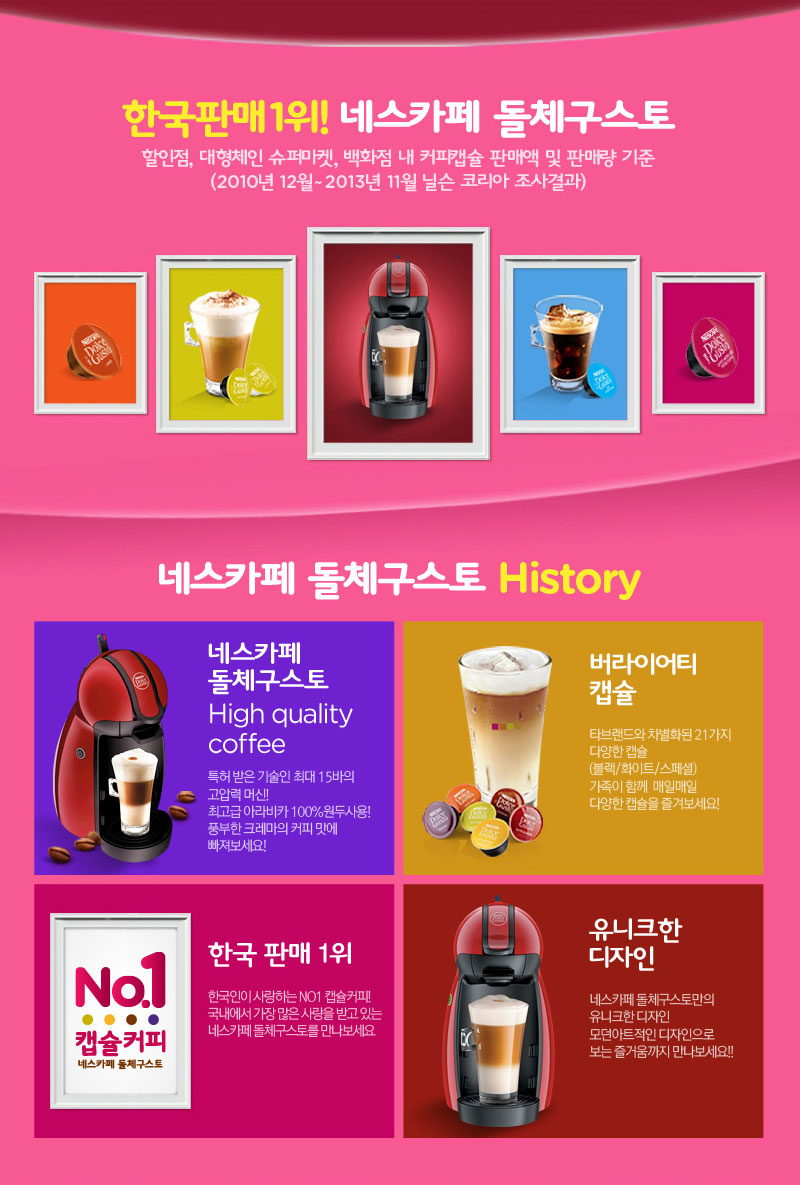 한국판매1위! 네스카페 돌체구스토
할인점, 대형체인 슈퍼마켓, 백화점 내 커피캡슐 판매액 및 판매량 기준
(2010년 12월~2013년 11월 닐슨 코리아 조사결과)
NESCAFÉ
Dolce
Gusto
NESCAFÉ
Dolce
Gusto
네스카페 돌체구스토 History
네스카페
돌체구스토
High quality
coffee
특허 받은 기술인 최대 15바의
고압력 머신!
최고급 아라비카 100%원두사용!
풍부한 크레마의 커피 맛에
빠져보세요!
버라이어티
캡슐
타브랜드와 차별화된 21가지
다양한 캡슐
(블랙/화이트/스페셜)
가족이 함께 매일매일
다양한 캡슐을 즐겨보세요!
No.1
캡슐커피
네스카페 돌체구스토
한국 판매 1위
한국인이 사랑하는 NO1 캡슐커피!
국내에서 가장 많은 사랑을 받고 있는
네스카페 돌체구스토를 만나보세요
유니크한
디자인
네스카페 돌체구스토만의
유니크한 디자인
모던아트적인 디자인으로
보는 즐거움까지 만나보세요!!